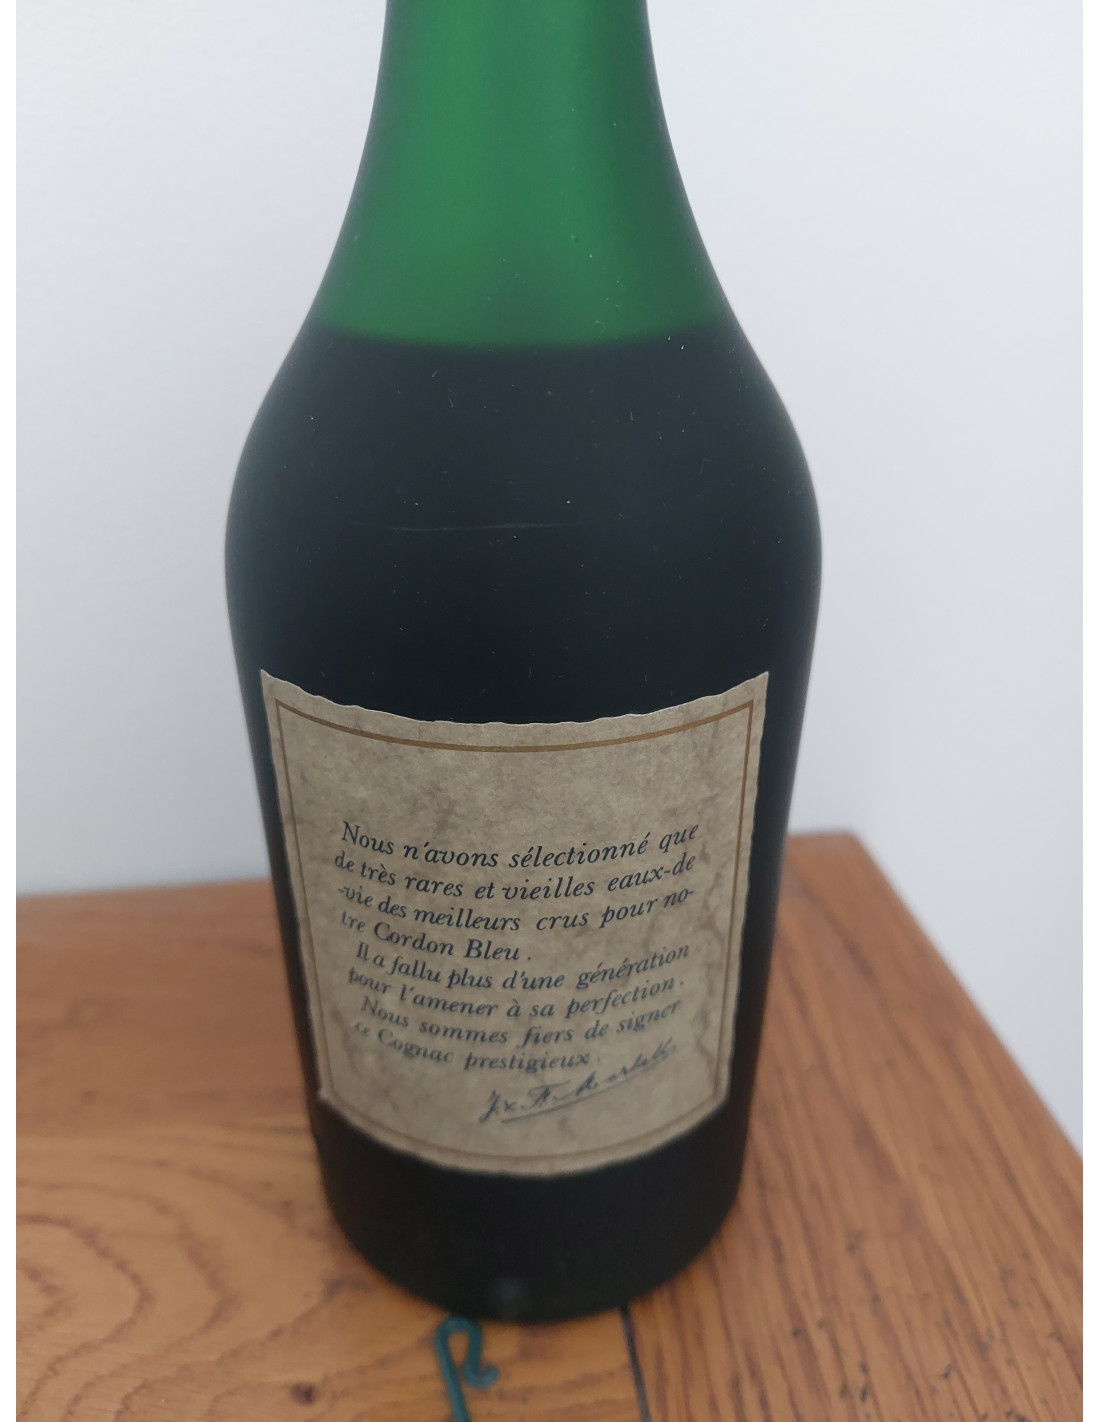 Nous n'avons sélectionné que
de très rares et vieilles eaux-de
-vie des meilleurs crus pour no-
tre Cordon Bleu.
Il a fallu plus d'une génération
pour l'amener à sa perfection.
Nous sommes fiers de signer
ce Cognac prestigieux.
J. & F. Martell